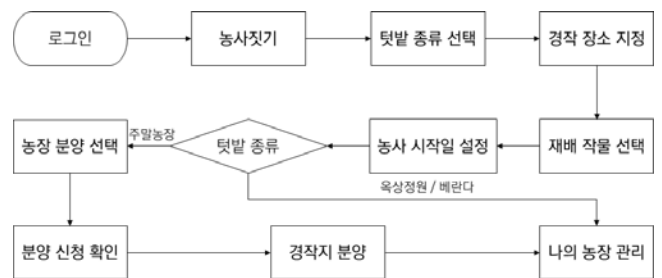 로그인
농사짓기
텃밭 종류 선택
경작 장소 지정
농장 분양 선택
주말농장
텃밭 종류
농사 시작일 설정
재배 작물 선택
옥상정원 / 베란다
분양 신청 확인
경작지 분양
나의 농장 관리